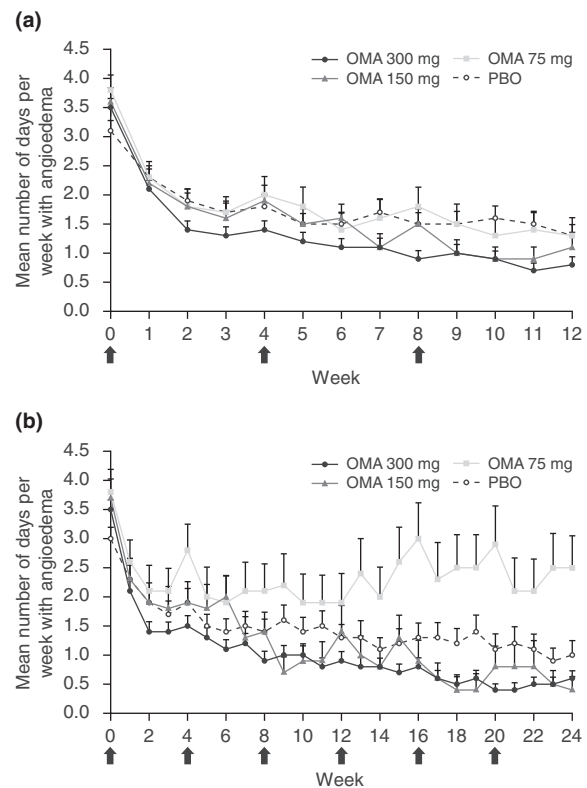 (a)
Mean number of days per
week with angioedema
4.5
4.0
3.5
3.0
2.5
2.0
1.5
1.0
0.5
0.0
OMA 300 mg OMA 75 mg
OMA 150 mg PBO
0 1 2 3 4 5 6 7 8 9 10 11 12
Week
(b)
Mean number of days per
week with angioedema
4.5
4.0
3.5
3.0
2.5
2.0
1.5
1.0
0.5
0.0
OMA 300 mg OMA 75 mg
OMA 150 mg PBO
0 2 4 6 8 10 12 14 16 18 20 22 24
Week